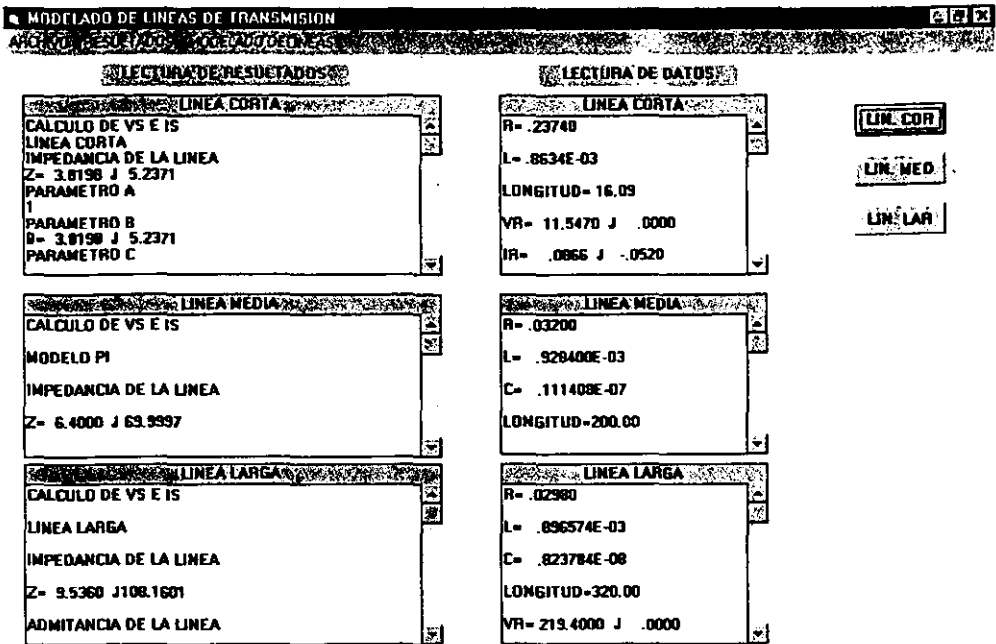 MODELADO DE LINEAS DE TRANSMISION
LECTURA DE RESULTADOS
LINEA CORTA
CALCULO DE VS E IS
LINEA CORTA
IMPEDANCIA DE LA LINEA
Z= 3.8198 J 5.2371
PARAMETRO A
1
PARAMETRO B
B= 3.8198 J 5.2371
PARAMETRO C
LINEA MEDIA
CALCULO DE VS E IS
MODELO PI
IMPEDANCIA DE LA LINEA
Z= 6.4000 J 69.9997
LINEA LARGA
CALCULO DE VS E IS
LINEA LARGA
IMPEDANCIA DE LA LINEA
Z= 9.5360 J108.1601
ADMITANCIA DE LA LINEA
LECTURA DE DATOS
LINEA CORTA
R= .23740
L= .8634E-03
LONGITUD= 16.09
VR= 11.5470 J .0000
IR= .0866 J -.0520
LINEA MEDIA
R= .03200
L= .928400E-03
C= .111408E-07
LONGITUD=200.00
LINEA LARGA
R= .02980
L= .896574E-03
C= .823784E-08
LONGITUD=320.00
VR= 219.4000 J .0000
LIN. COR
LIN. MED
LIN. LAR